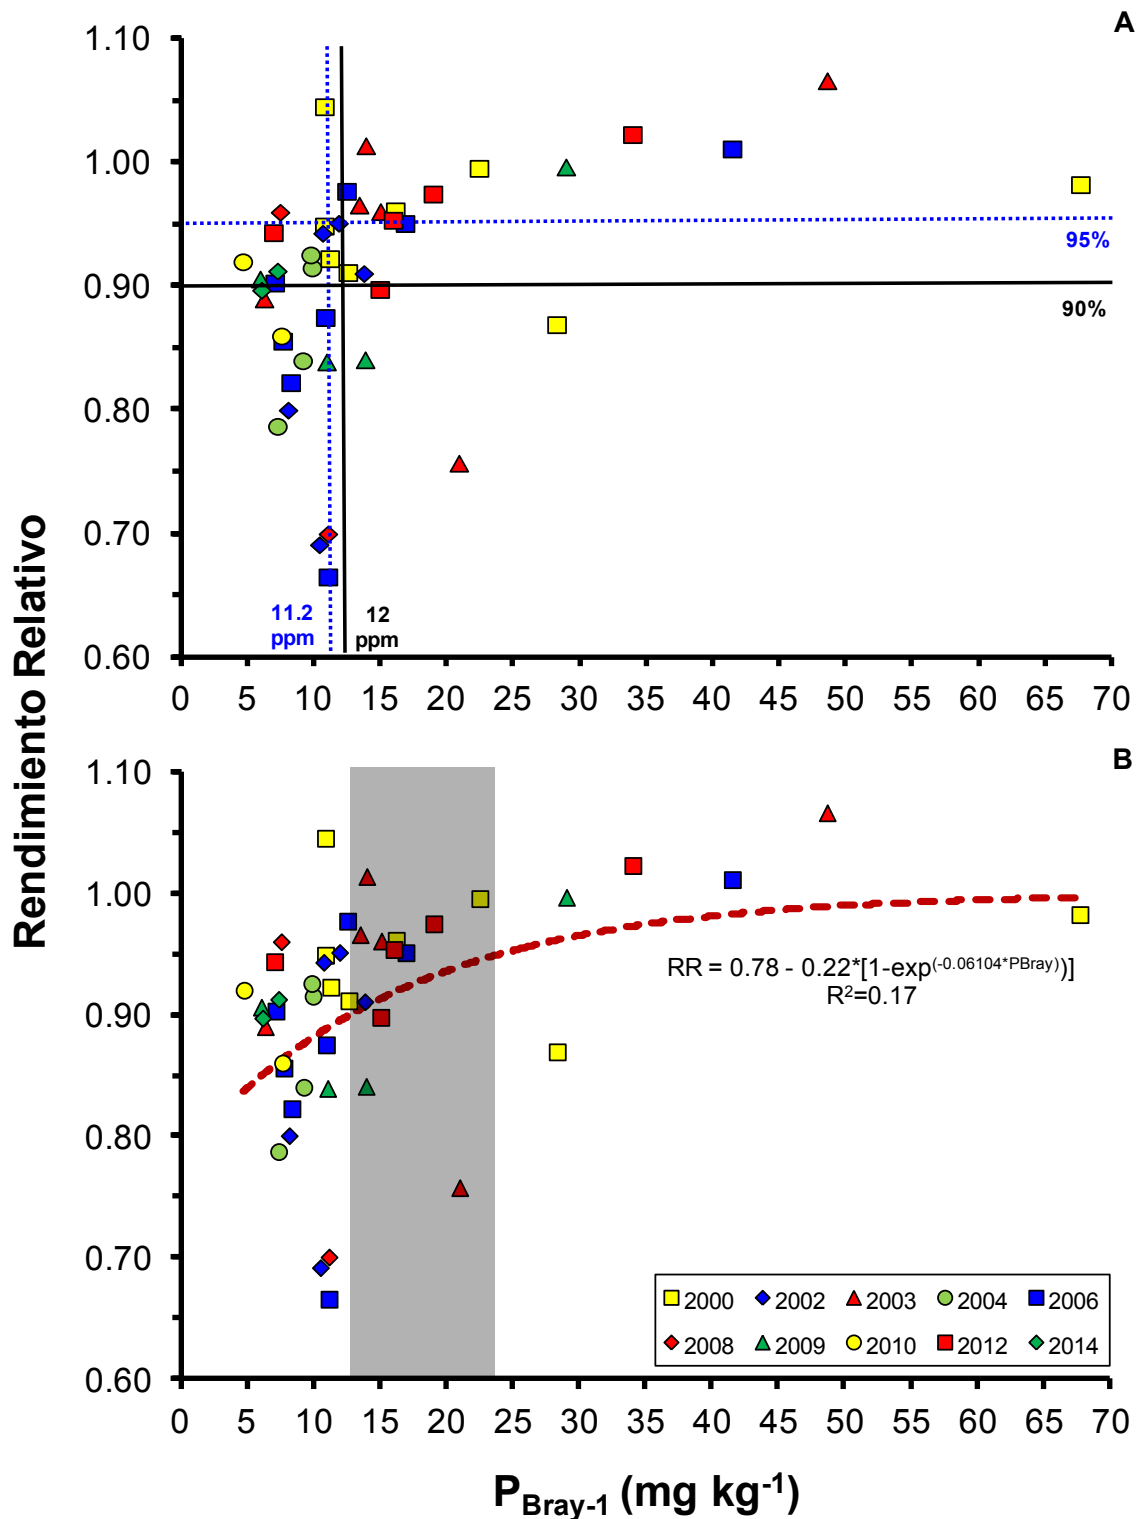 A
1.10
1.00
0.90
0.80
0.70
0.60
95%
90%
11.2
ppm
12
ppm
0 5 10 15 20 25 30 35 40 45 50 55 60 65 70
Rendimiento Relativo
B
1.10
1.00
0.90
0.80
0.70
0.60
RR = 0.78 - 0.22*[1-exp(-0.06104*PBray))]
R²=0.17
2000 2002 2003 2004 2006
2008 2009 2010 2012 2014
0 5 10 15 20 25 30 35 40 45 50 55 60 65 70
PBray-1 (mg kg-1)